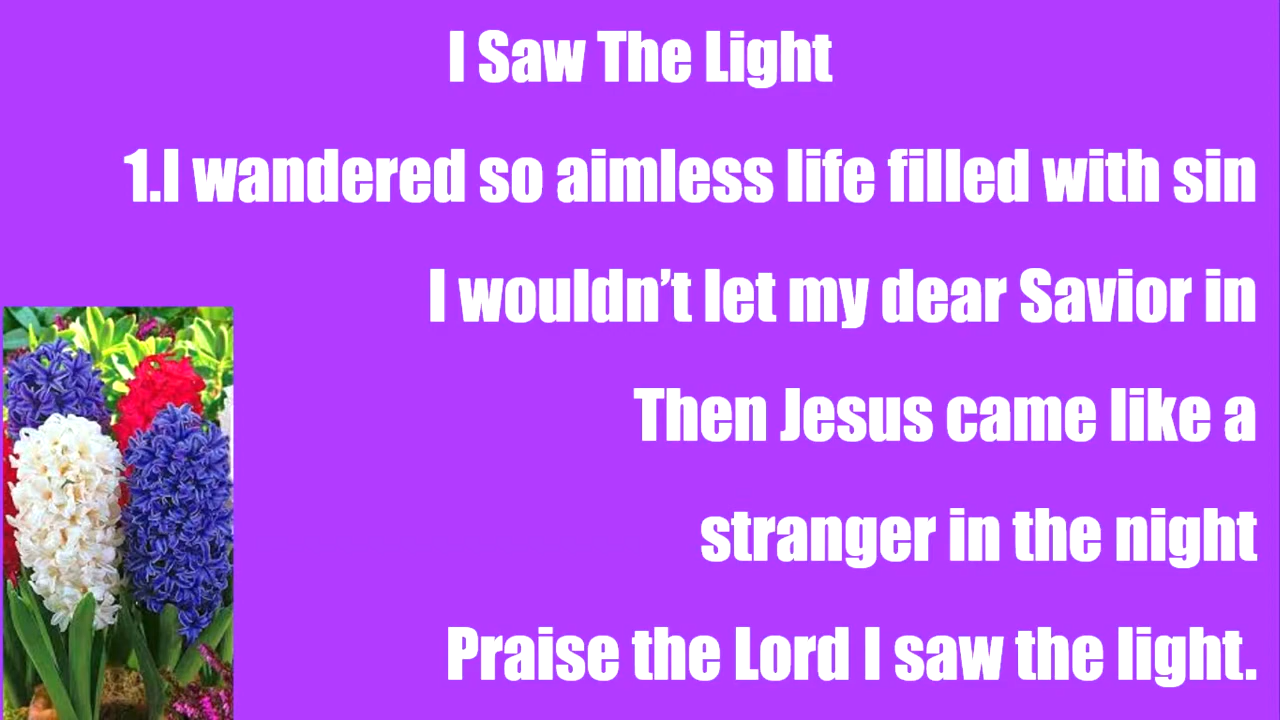 I Saw The Light
1.I wandered so aimless life filled with sin
I wouldn’t let my dear Savior in
Then Jesus came like a
stranger in the night
Praise the Lord I saw the light.